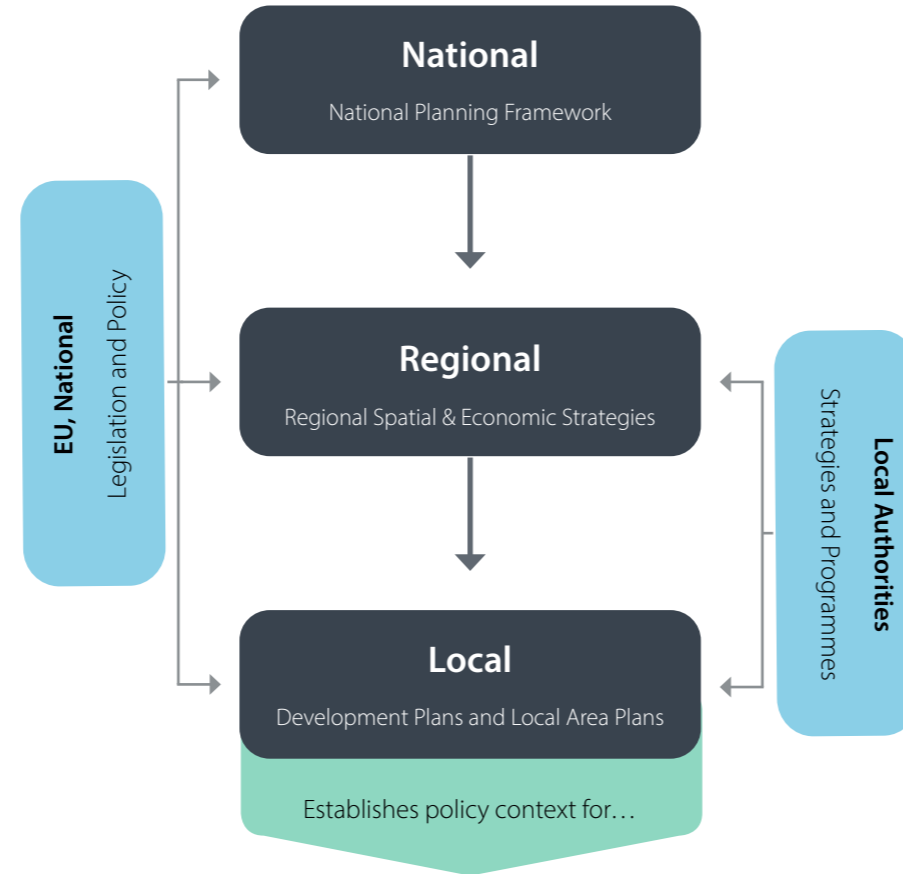 National
National Planning Framework
EU, National
Legislation and Policy
Regional
Regional Spatial & Economic Strategies
Local Authorities
Strategies and Programmes
Local
Development Plans and Local Area Plans
Establishes policy context for…